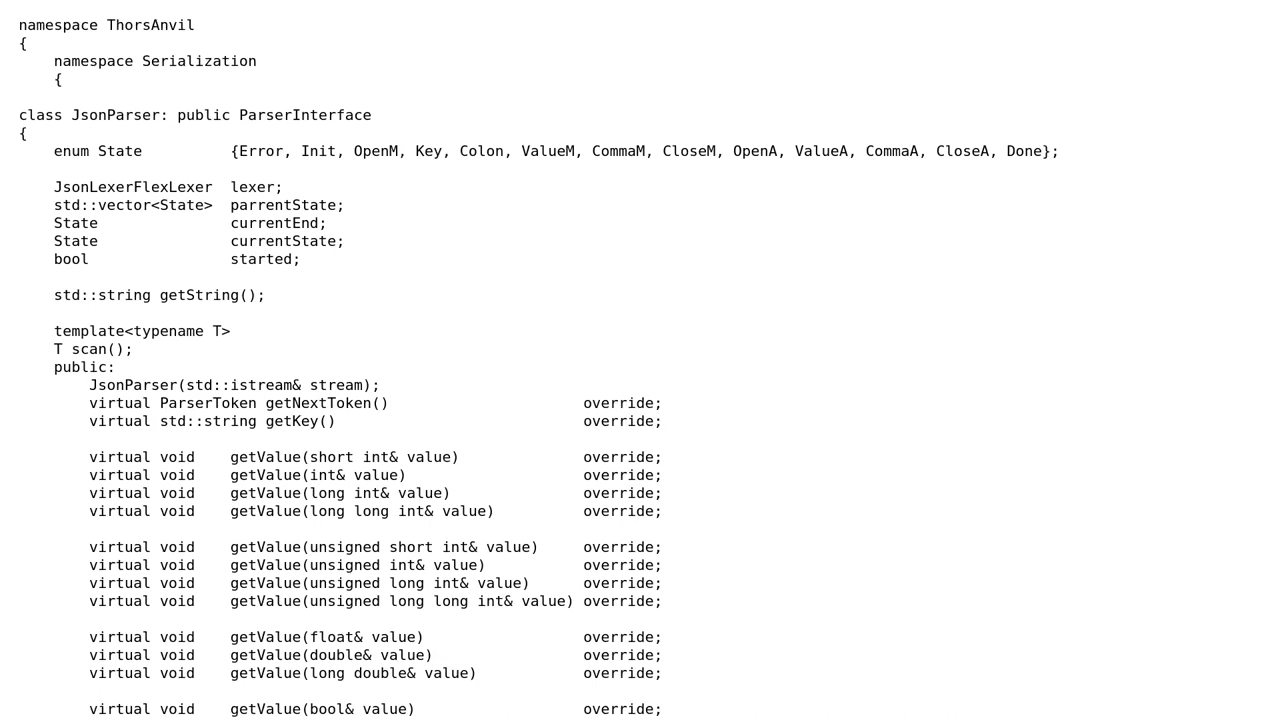 namespace ThorsAnvil
{
    namespace Serialization
    {

class JsonParser: public ParserInterface
{
    enum State          {Error, Init, OpenM, Key, Colon, ValueM, CommaM, CloseM, OpenA, ValueA, CommaA, CloseA, Done};

    JsonLexerFlexLexer  lexer;
    std::vector<State>  parrentState;
    State               currentEnd;
    State               currentState;
    bool                started;

    std::string getString();

    template<typename T>
    T scan();
    public:
        JsonParser(std::istream& stream);
        virtual ParserToken getNextToken()                      override;
        virtual std::string getKey()                            override;

        virtual void    getValue(short int& value)              override;
        virtual void    getValue(int& value)                    override;
        virtual void    getValue(long int& value)               override;
        virtual void    getValue(long long int& value)          override;

        virtual void    getValue(unsigned short int& value)     override;
        virtual void    getValue(unsigned int& value)           override;
        virtual void    getValue(unsigned long int& value)      override;
        virtual void    getValue(unsigned long long int& value) override;

        virtual void    getValue(float& value)                  override;
        virtual void    getValue(double& value)                 override;
        virtual void    getValue(long double& value)            override;

        virtual void    getValue(bool& value)                   override;